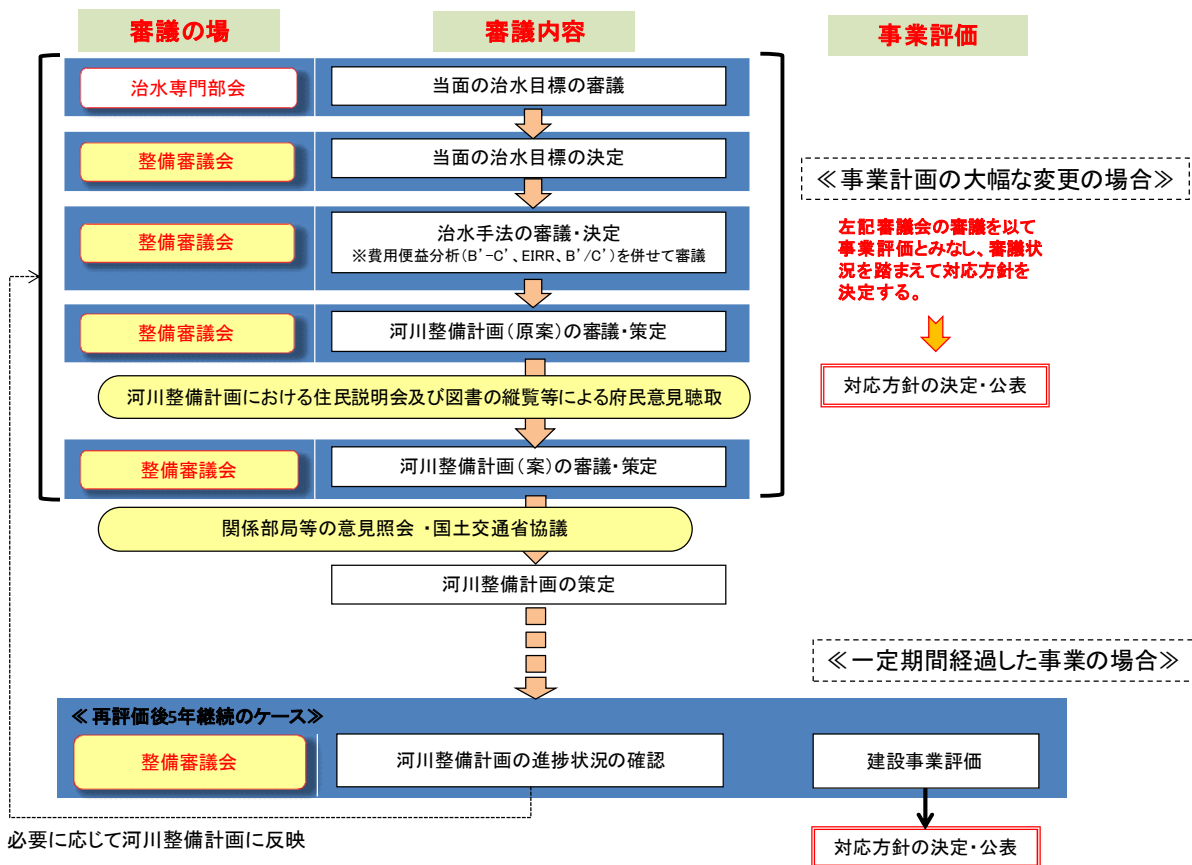 審議の場
審議内容
事業評価
治水専門部会
当面の治水目標の審議
整備審議会
当面の治水目標の決定
≪事業計画の大幅な変更の場合≫
整備審議会
治水手法の審議・決定
※費用便益分析(B'-C'、EIRR、B'/C')を併せて審議
左記審議会の審議を以て
事業評価とみなし、審議状
況を踏まえて対応方針を
決定する。
整備審議会
河川整備計画(原案)の審議・策定
対応方針の決定・公表
河川整備計画における住民説明会及び図書の縦覧等による府民意見聴取
整備審議会
河川整備計画(案)の審議・策定
関係部局等の意見照会 ・国土交通省協議
河川整備計画の策定
≪一定期間経過した事業の場合≫
≪ 再評価後5年継続のケース≫
整備審議会
河川整備計画の進捗状況の確認
建設事業評価
必要に応じて河川整備計画に反映
対応方針の決定・公表